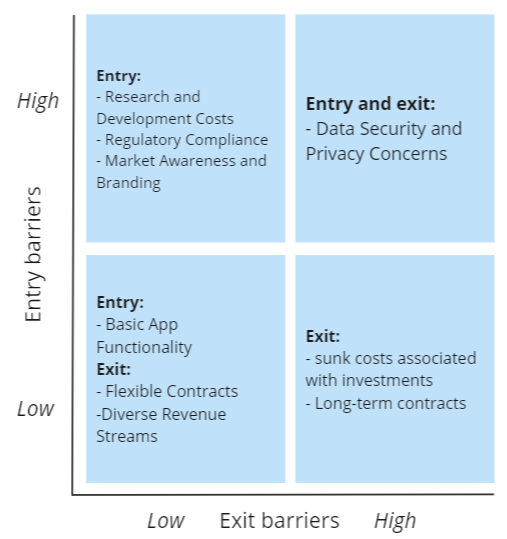 High
Entry barriers
Low
Entry:
- Research and
Development Costs
- Regulatory Compliance
- Market Awareness and
Branding
Entry and exit:
- Data Security and
Privacy Concerns
Entry:
- Basic App
Functionality
Exit:
- Flexible Contracts
-Diverse Revenue
Streams
Exit:
- sunk costs associated
with investments
- Long-term contracts
Low Exit barriers High